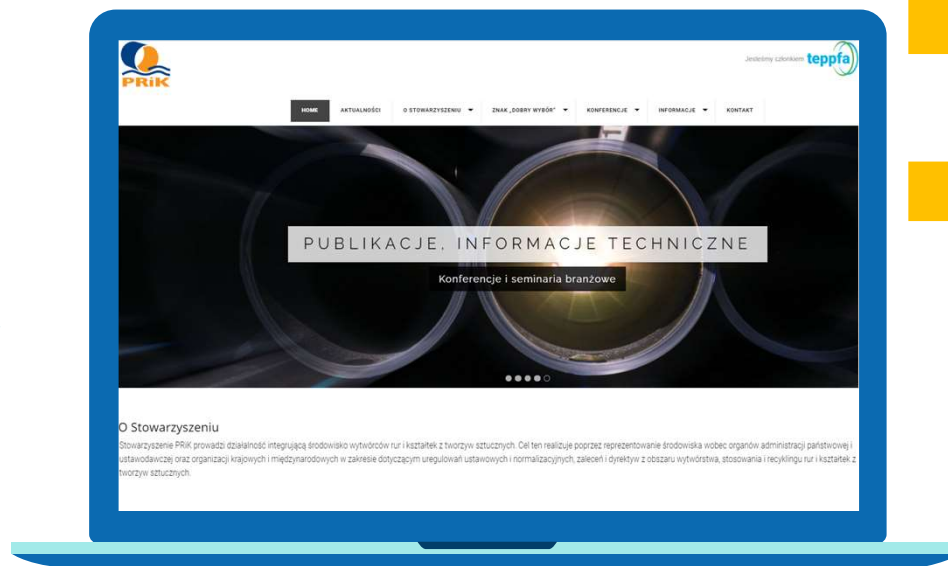 PRiK
Jesteśmy członkiem teppfa
HOME AKTUALNOŚCI O STOWARZYSZENIU ZNAK „DOBRY WYBÓR" KONFERENCJE INFORMACJE KONTAKT
PUBLIKACJE, INFORMACJE TECHNICZNE
Konferencje i seminaria branżowe
O Stowarzyszeniu
Stowarzyszenie PRiK prowadzi działalność integrującą środowisko wytwórców rur i kształtek z tworzyw sztucznych. Cel ten realizuje poprzez reprezentowanie środowiska wobec organów administracji państwowej i
ustawodawczej oraz organizacji krajowych i międzynarodowych w zakresie dotyczącym uregulowań ustawowych i normalizacyjnych, zaleceń i dyrektyw z obszaru wytwórstwa, stosowania i recyklingu rur i kształtek z
tworzyw sztucznych.